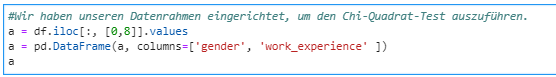 #Wir haben unseren Datenrahmen eingerichtet, um den Chi-Quadrat-Test auszuführen.
a = df.iloc[:, [0,8]].values
a = pd.DataFrame(a, columns=['gender', 'work_experience' ])
a